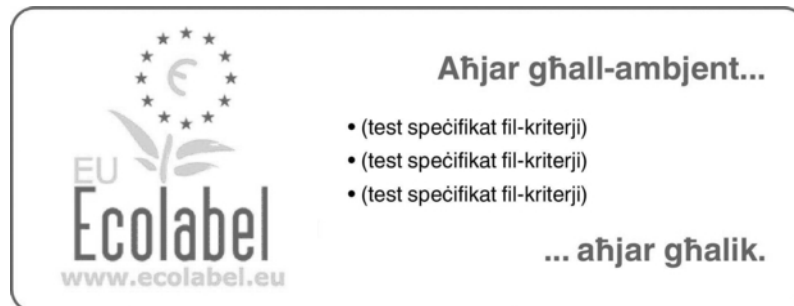 Aħjar għall-ambjent...
• (test speċifikat fil-kriterji)
• (test speċifikat fil-kriterji)
• (test speċifikat fil-kriterji)
... aħjar għalik.
EU
Ecolabel
www.ecolabel.eu